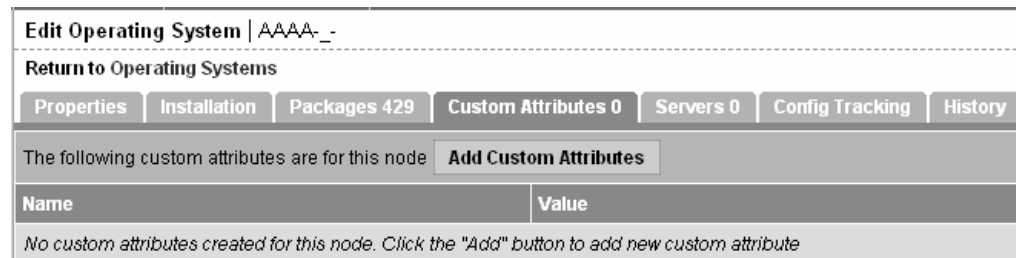 Edit Operating System | AAAA-_-
Return to Operating Systems
Properties Installation Packages 429 Custom Attributes 0 Servers 0 Config Tracking History
The following custom attributes are for this node Add Custom Attributes
Name Value
No custom attributes created for this node. Click the "Add" button to add new custom attribute